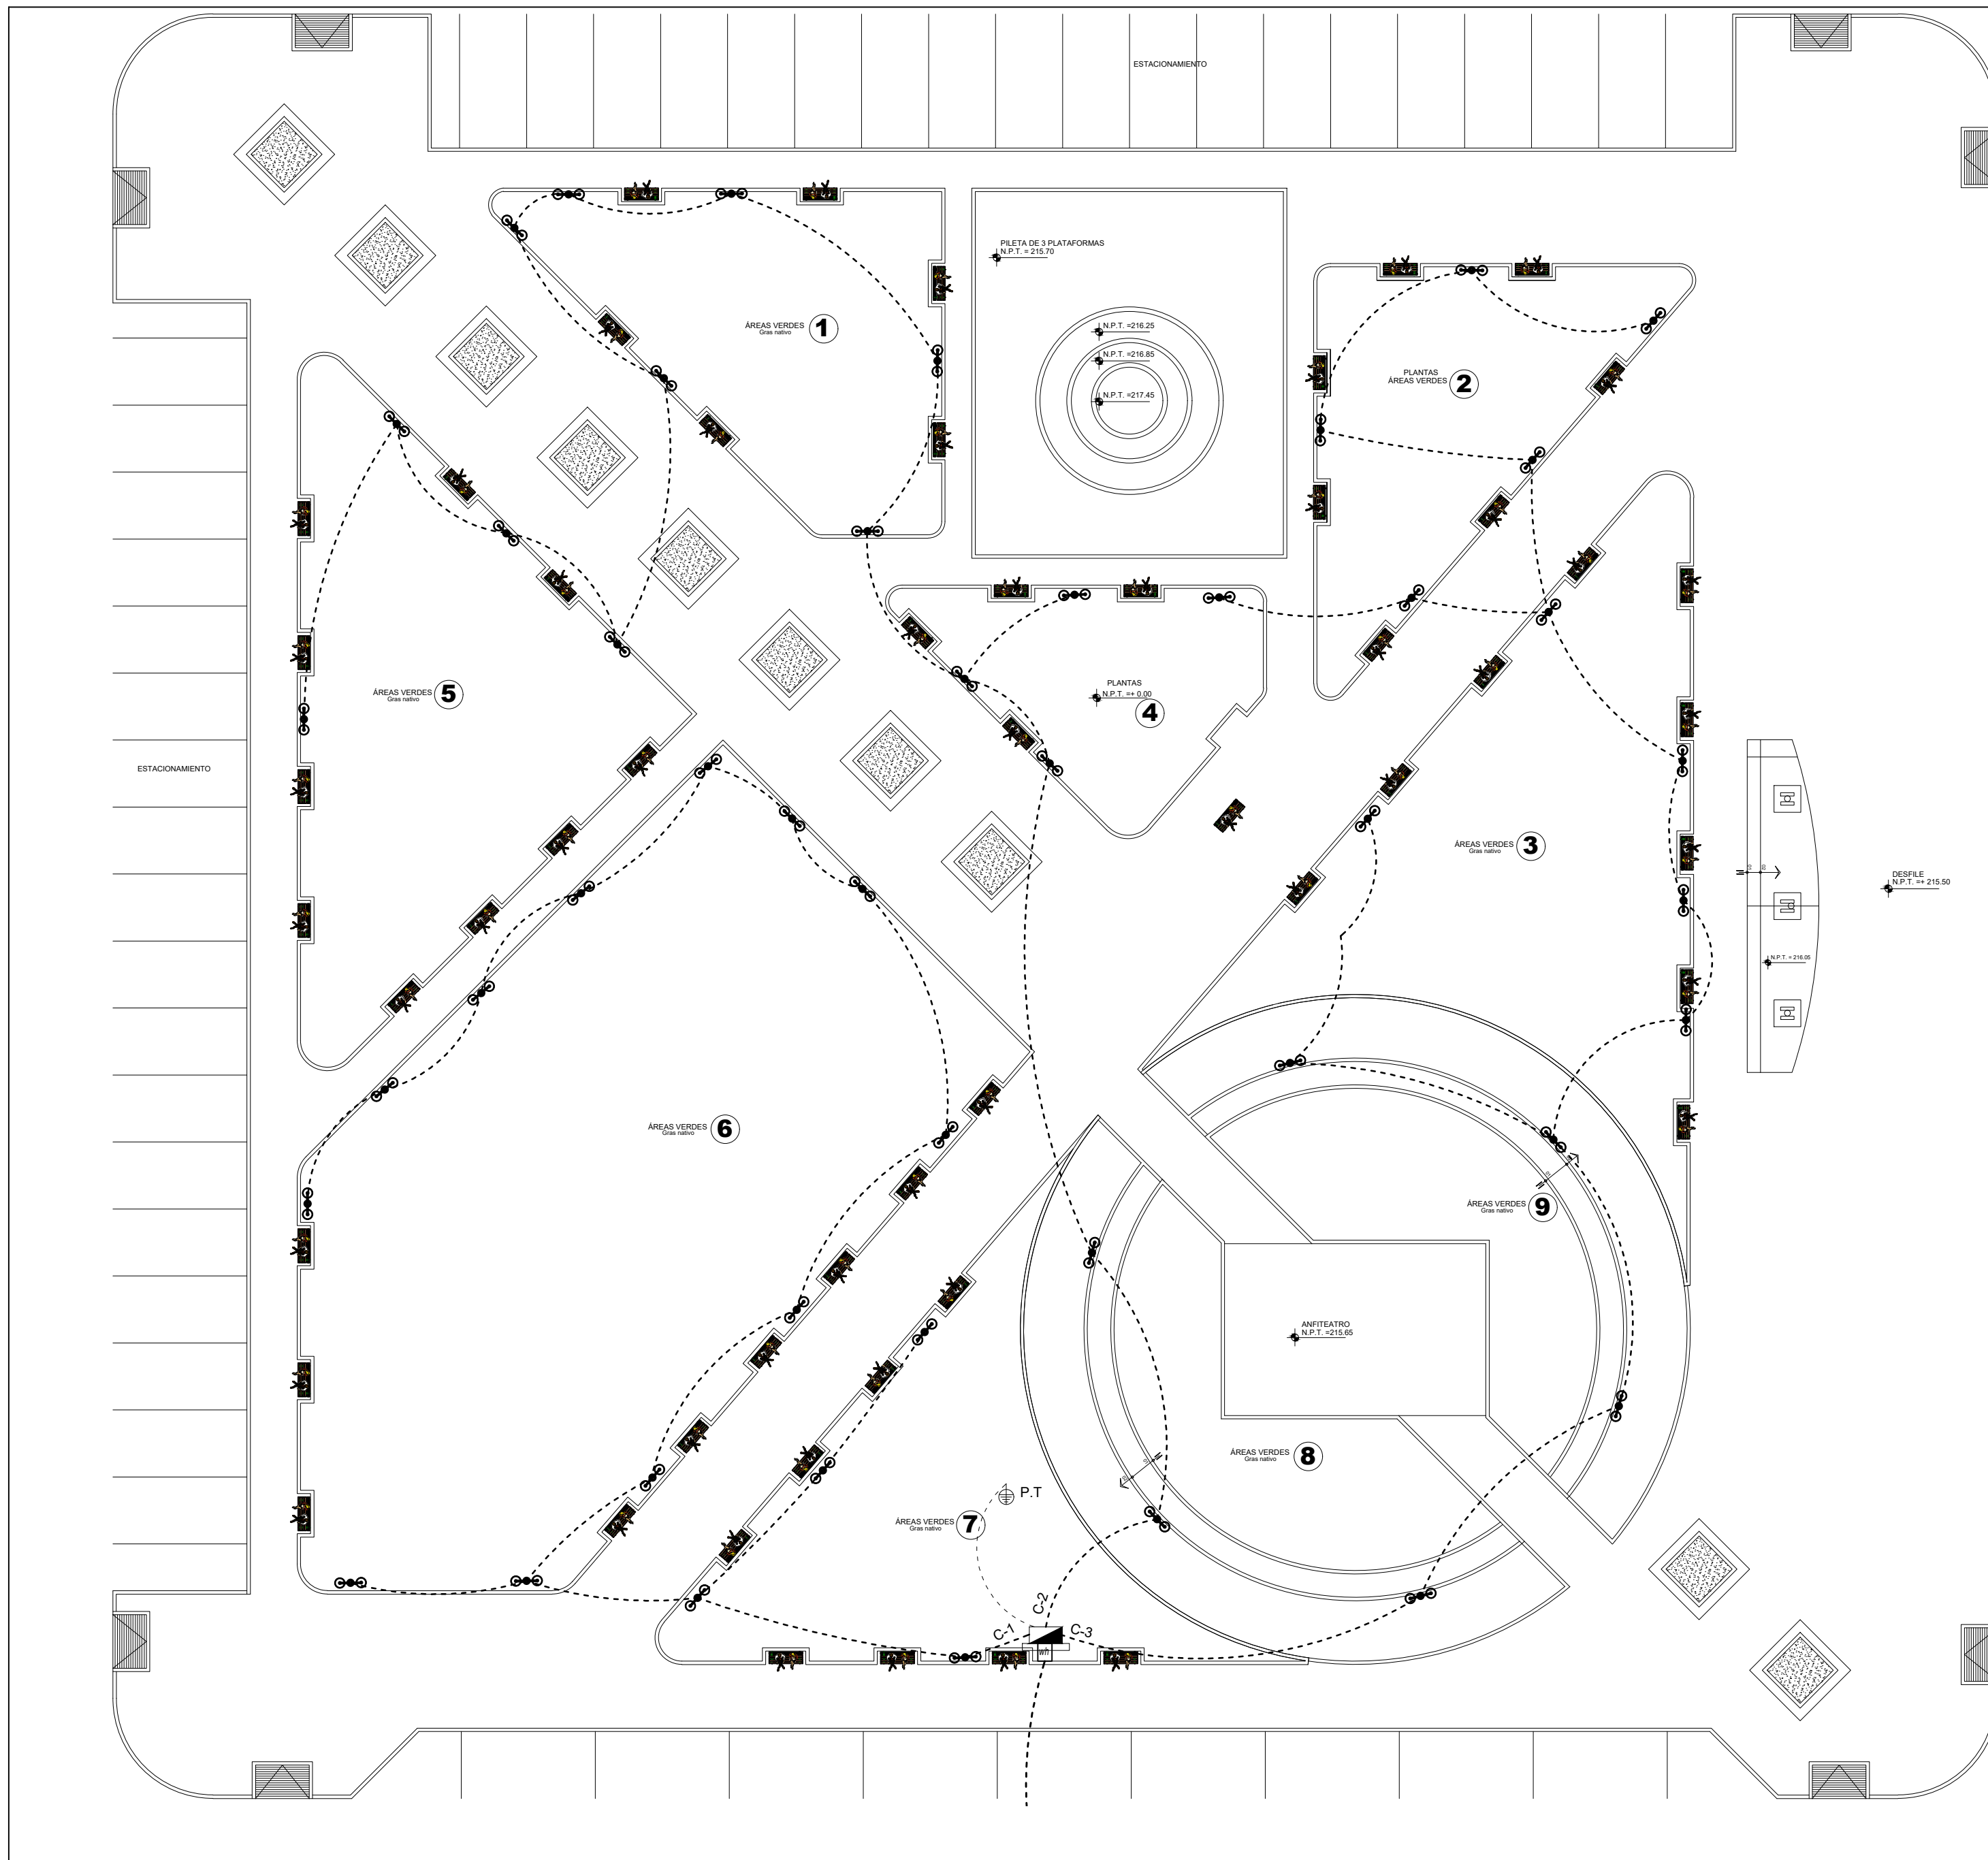 ESTACIONAMIENTO
PILETA DE 3 PLATAFORMAS
N.P.T. = 215.70
ÁREAS VERDES
Gras nativo
1
N.P.T. =216.25
N.P.T. =216.85
N.P.T. =217.45
PLANTAS
ÁREAS VERDES
2
ÁREAS VERDES
Gras nativo
5
PLANTAS
N.P.T. =+ 0.00
4
ESTACIONAMIENTO
ÁREAS VERDES
Gras nativo
3
DESFILE
N.P.T. =+ 215.50
N.P.T. = 216.05
ÁREAS VERDES
Gras nativo
6
ÁREAS VERDES
Gras nativo
9
ANFITEATRO
N.P.T. =215.65
ÁREAS VERDES
Gras nativo
8
P.T
ÁREAS VERDES
Gras nativo
7
C-2
C-1
C-3
wh